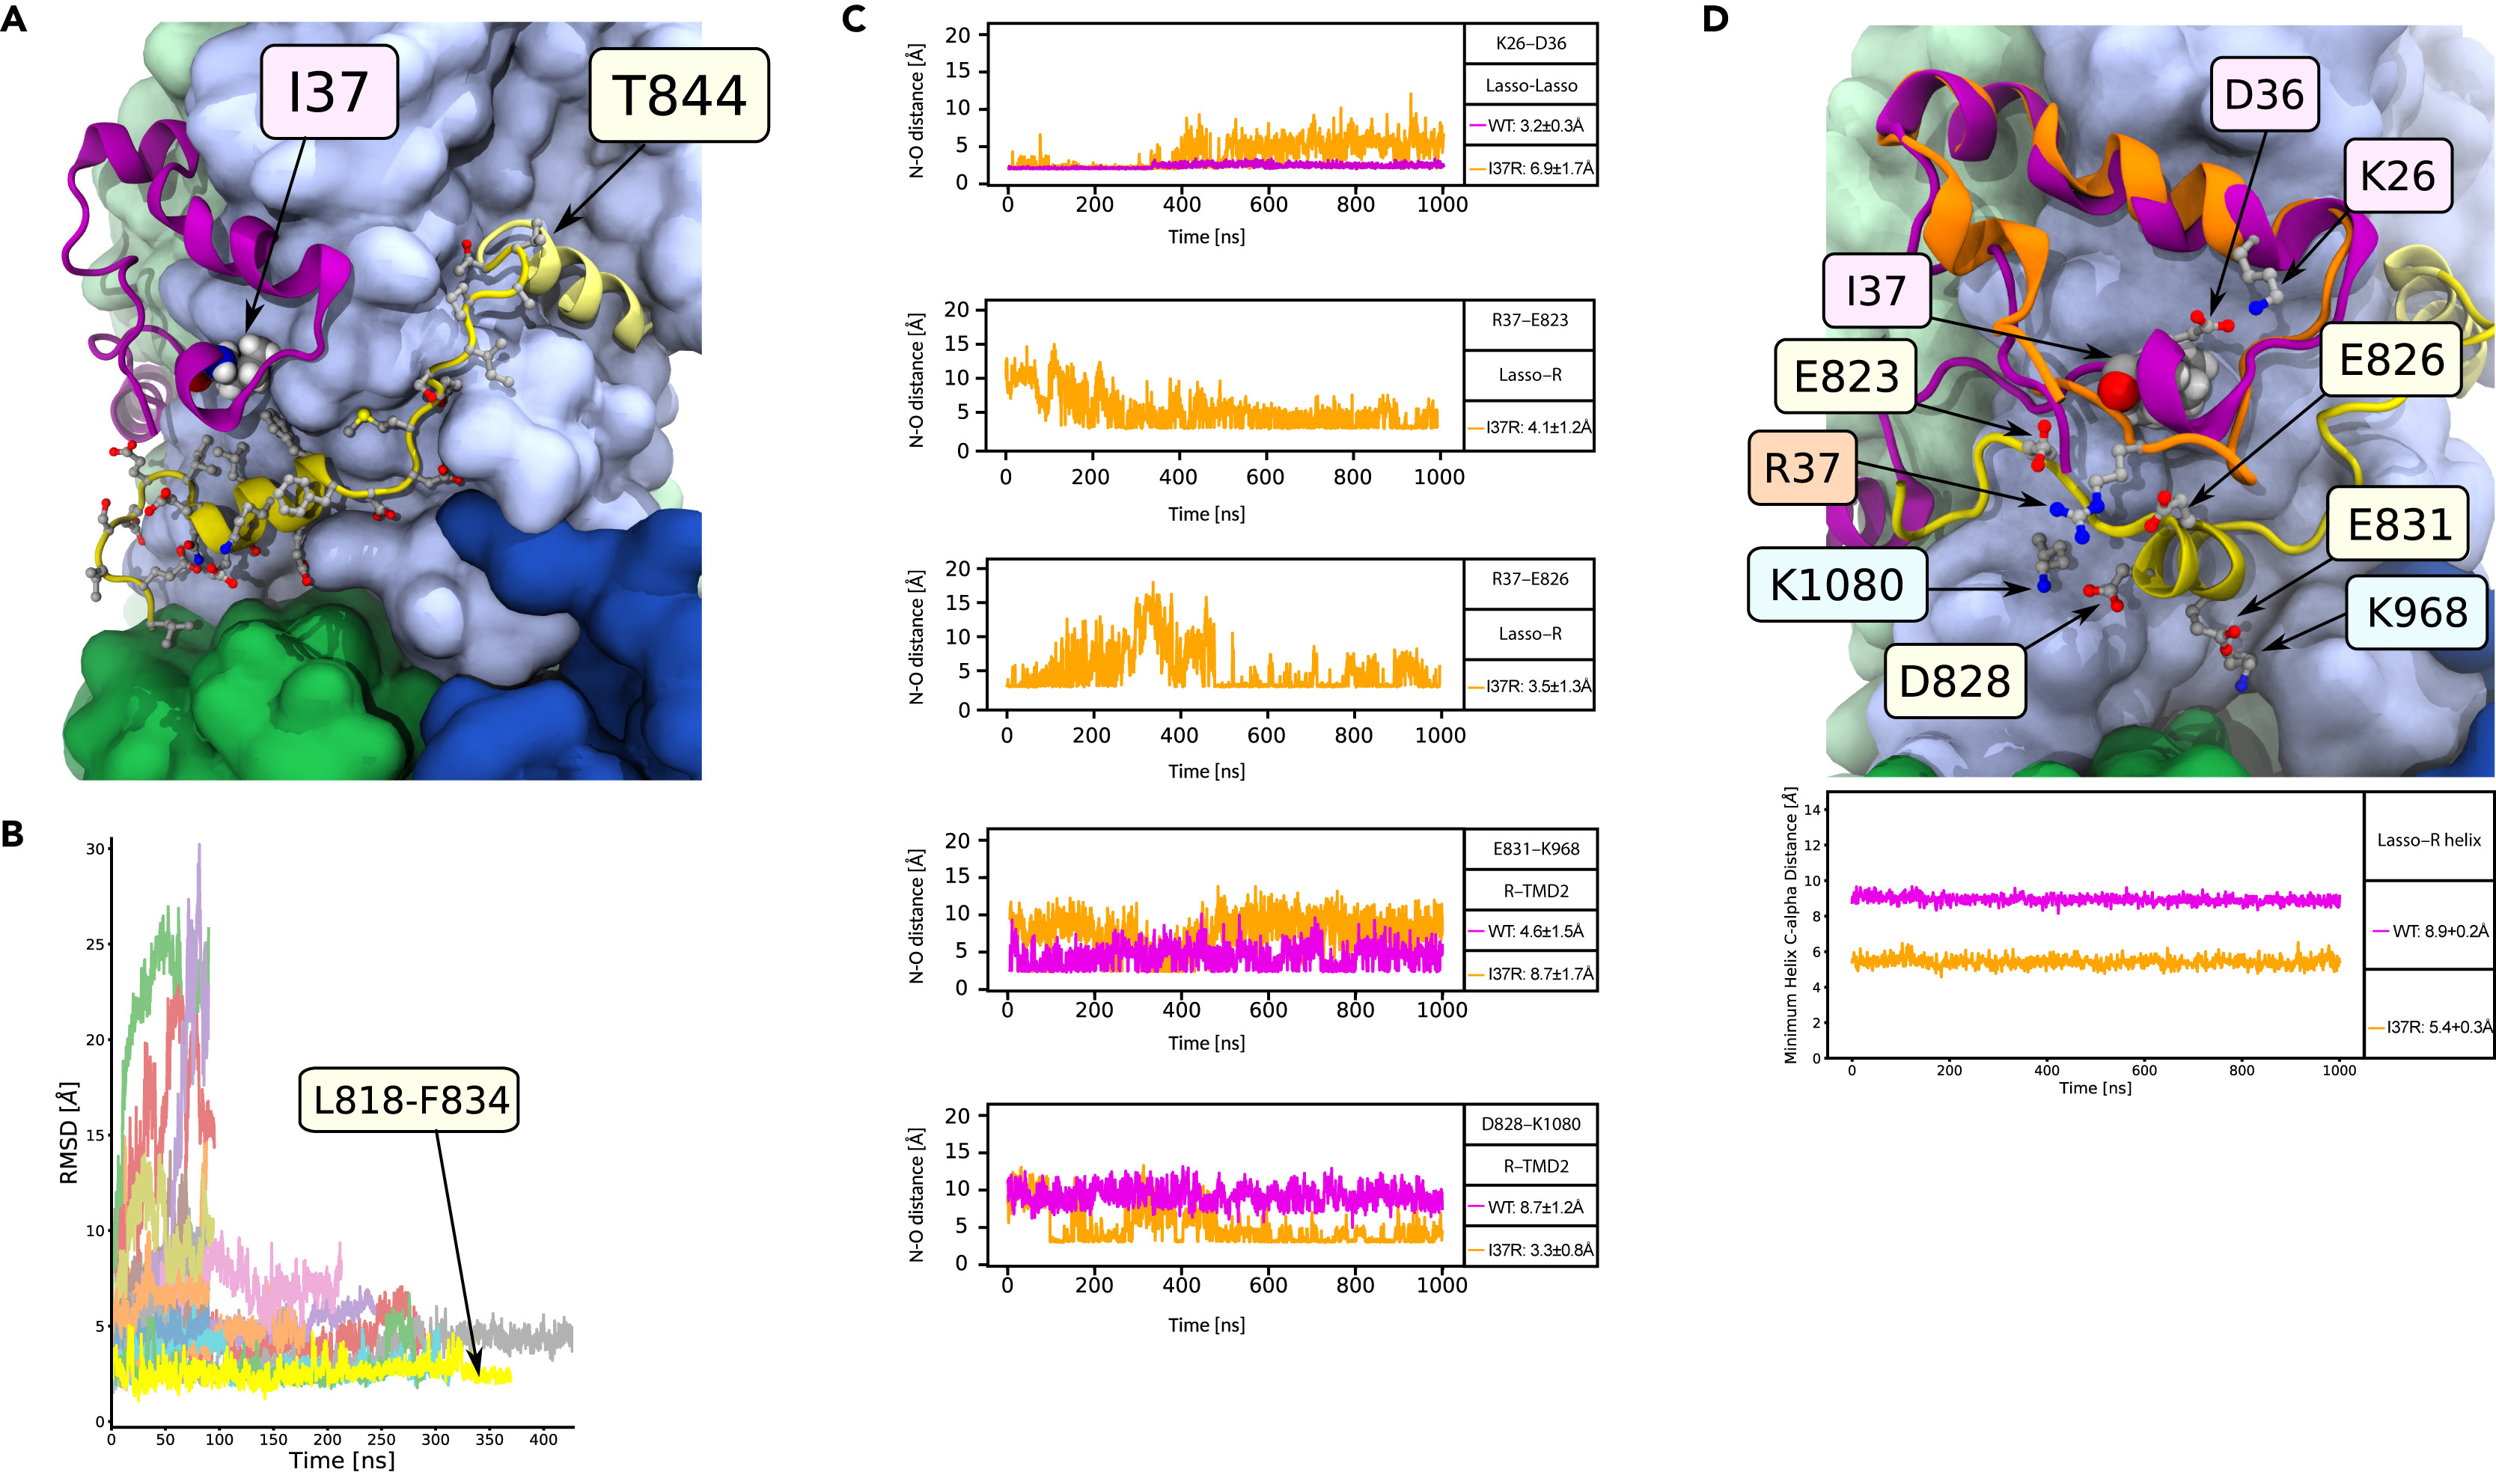 A
I37
T844
B
30
25
20
15
10
5
0
RMSD [Å]
L818-F834
0 50 100 150 200 250 300 350 400
Time [ns]
C
20
15
10
5
0
N-O distance [Å]
K26–D36
Lasso-Lasso
WT: 3.2±0.3Å
I37R: 6.9±1.7Å
0 200 400 600 800 1000
Time [ns]
20
15
10
5
0
N-O distance [Å]
R37–E823
Lasso–R
I37R: 4.1±1.2Å
0 200 400 600 800 1000
Time [ns]
20
15
10
5
0
N-O distance [Å]
R37–E826
Lasso–R
I37R: 3.5±1.3Å
0 200 400 600 800 1000
Time [ns]
20
15
10
5
0
N-O distance [Å]
E831–K968
R–TMD2
WT: 4.6±1.5Å
I37R: 8.7±1.7Å
0 200 400 600 800 1000
Time [ns]
20
15
10
5
0
N-O distance [Å]
D828–K1080
R–TMD2
WT: 8.7±1.2Å
I37R: 3.3±0.8Å
0 200 400 600 800 1000
Time [ns]
D
D36
K26
I37
E826
E823
R37
E831
K1080
K968
D828
14
12
10
8
6
4
2
0
Minimum Helix C-alpha Distance [Å]
Lasso–R helix
WT: 8.9+0.2Å
I37R: 5.4+0.3Å
0 200 400 600 800 1000
Time [ns]